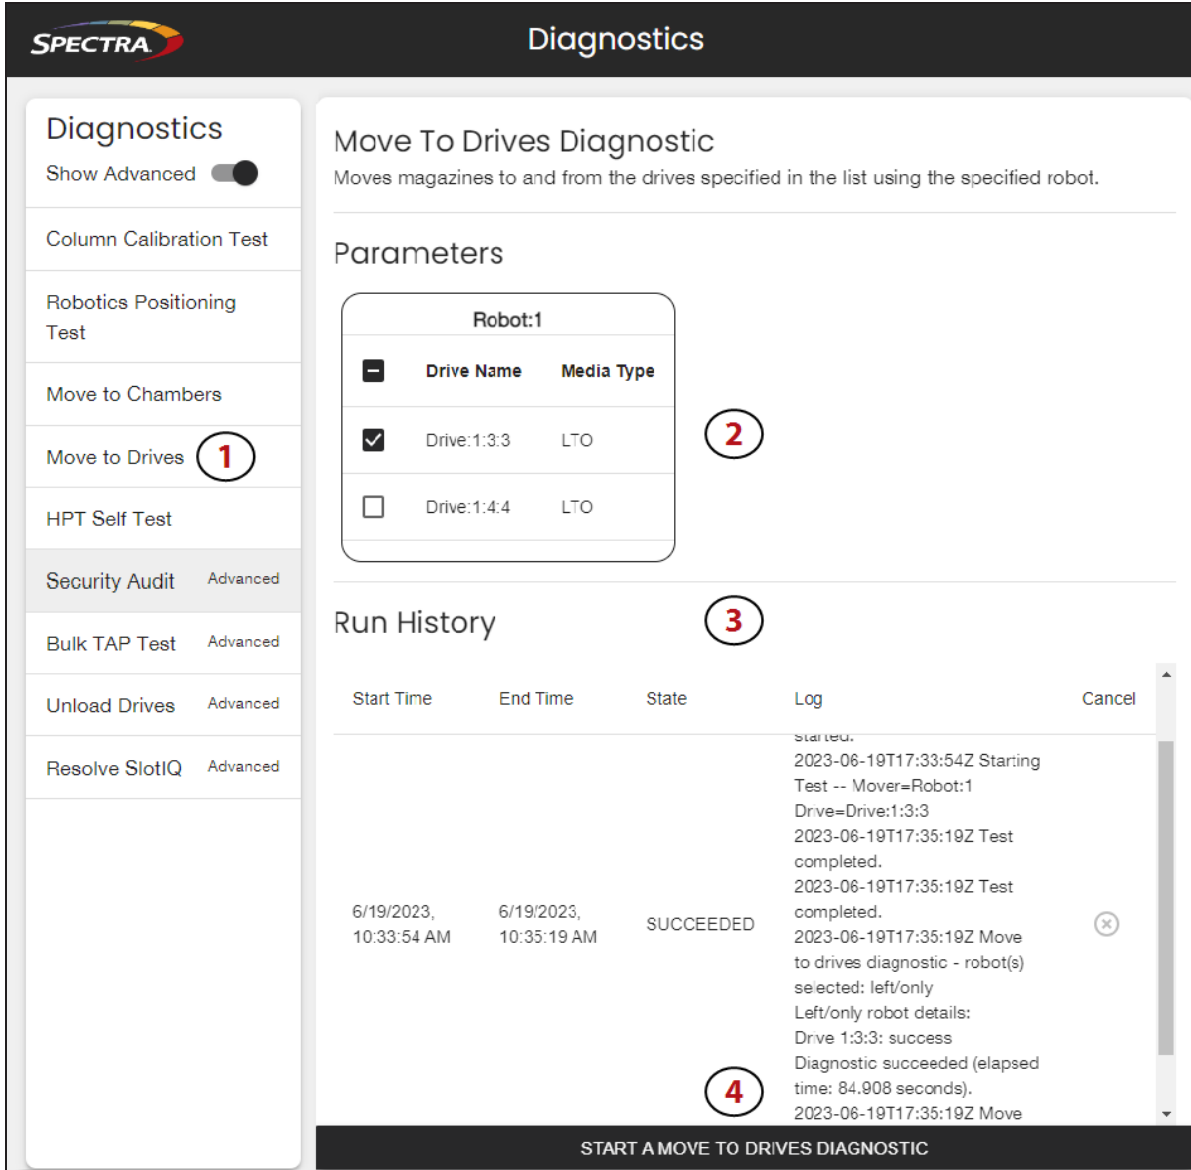 SPECTRA
Diagnostics
Diagnostics
Show Advanced
Column Calibration Test
Robotics Positioning
Test
Move to Chambers
Move to Drives
1
HPT Self Test
Security Audit Advanced
Bulk TAP Test Advanced
Unload Drives Advanced
Resolve SlotIQ Advanced
Move To Drives Diagnostic
Moves magazines to and from the drives specified in the list using the specified robot.
Parameters
Robot:1
Drive Name Media Type
Drive:1:3:3 LTO
Drive:1:4:4 LTO
2
Run History
3
Start Time End Time State Log Cancel
6/19/2023,
10:33:54 AM
6/19/2023,
10:35:19 AM
SUCCEEDED
started.
2023-06-19T17:33:54Z Starting
Test -- Mover=Robot:1
Drive=Drive:1:3:3
2023-06-19T17:35:19Z Test
completed.
2023-06-19T17:35:19Z Test
completed.
2023-06-19T17:35:19Z Move
to drives diagnostic - robot(s)
selected: left/only
Left/only robot details:
Drive 1:3:3: success
Diagnostic succeeded (elapsed
time: 84.908 seconds).
2023-06-19T17:35:19Z Move
4
START A MOVE TO DRIVES DIAGNOSTIC